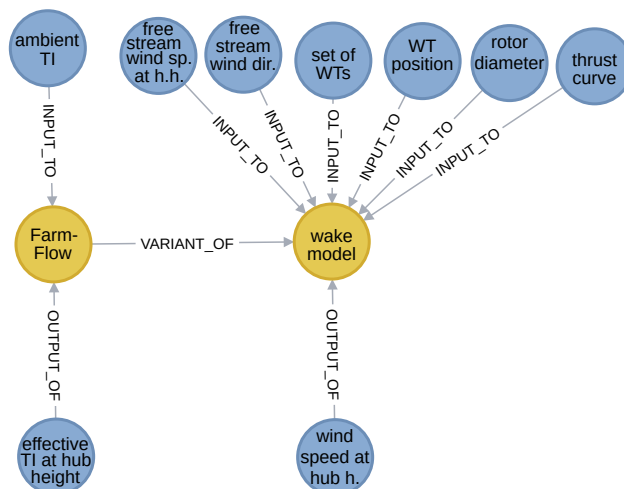 ambient
TI
free
stream
wind sp.
at h.h.
free
stream
wind dir.
set of
WTs
WT
position
rotor
diameter
thrust
curve
INPUT_TO
INPUT_TO
INPUT_TO
INPUT_TO
INPUT_TO
INPUT_TO
INPUT_TO
Farm-
Flow
VARIANT_OF
wake
model
OUTPUT_OF
OUTPUT_OF
effective
TI at hub
height
wind
speed at
hub h.